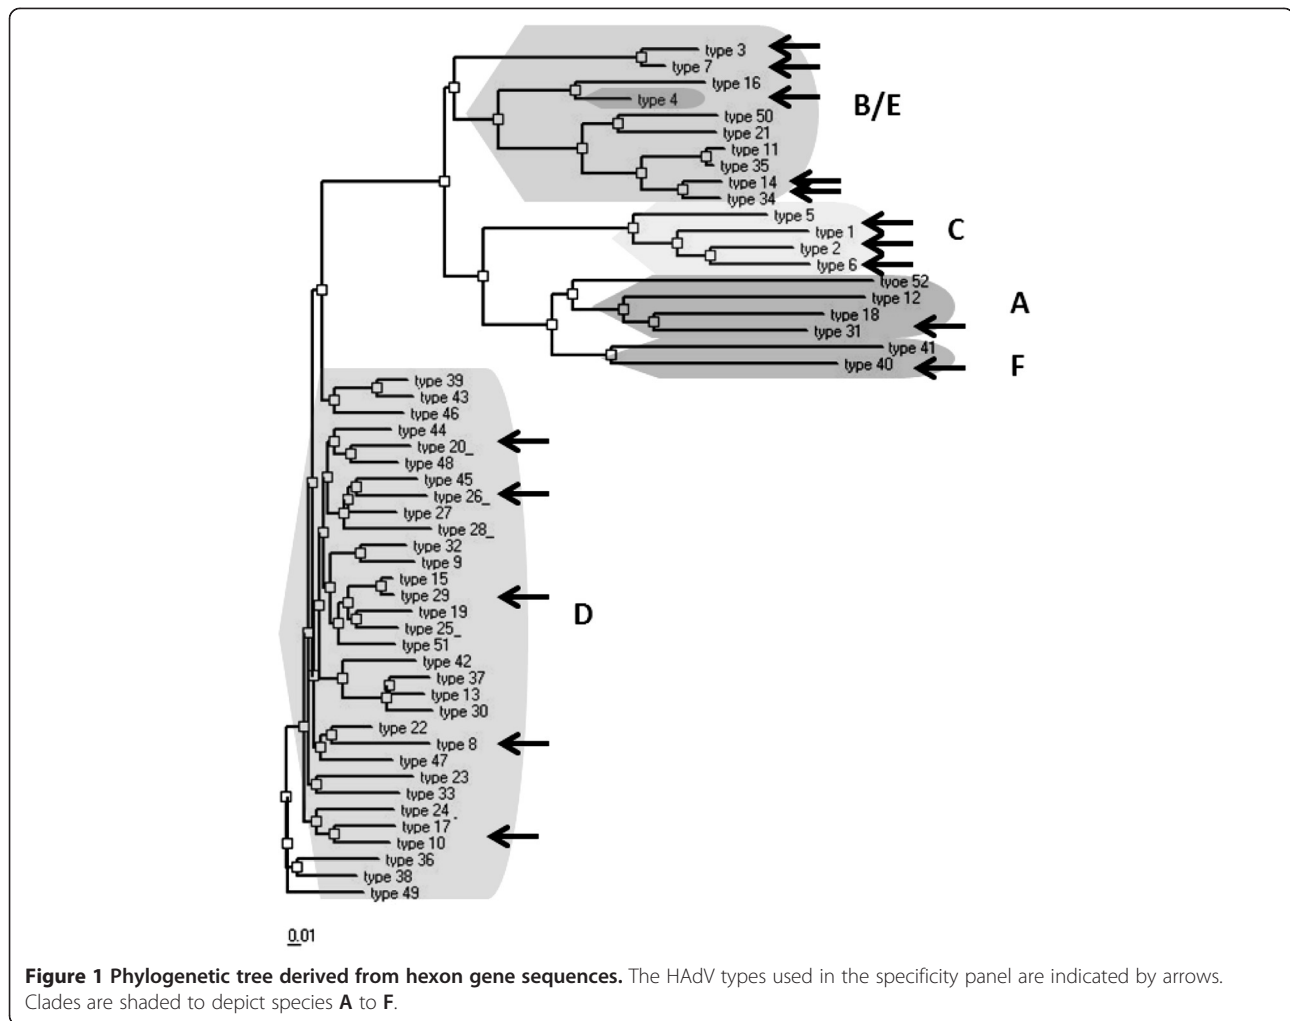 type 3
type 7
type 16
type 4
B/E
type 50
type 21
type 11
type 35
type 14
type 34
type 5
type 1
C
type 2
type 6
tvoe 52
type 12
A
type 18
type 31
type 41
type 40
F
type 39
type 43
type 46
type 44
type 20_
type 48
type 45
type 26_
type 27
type 28_
type 32
type 9
type 15
type 29
type 19
D
type 25_
type 51
type 42
type 37
type 13
type 30
type 22
type 8
type 47
type 23
type 33
type 24_
type 17
type 10
type 36
type 38
type 49
0.01
Figure 1 Phylogenetic tree derived from hexon gene sequences. The HAdV types used in the specificity panel are indicated by arrows.
Clades are shaded to depict species A to F.